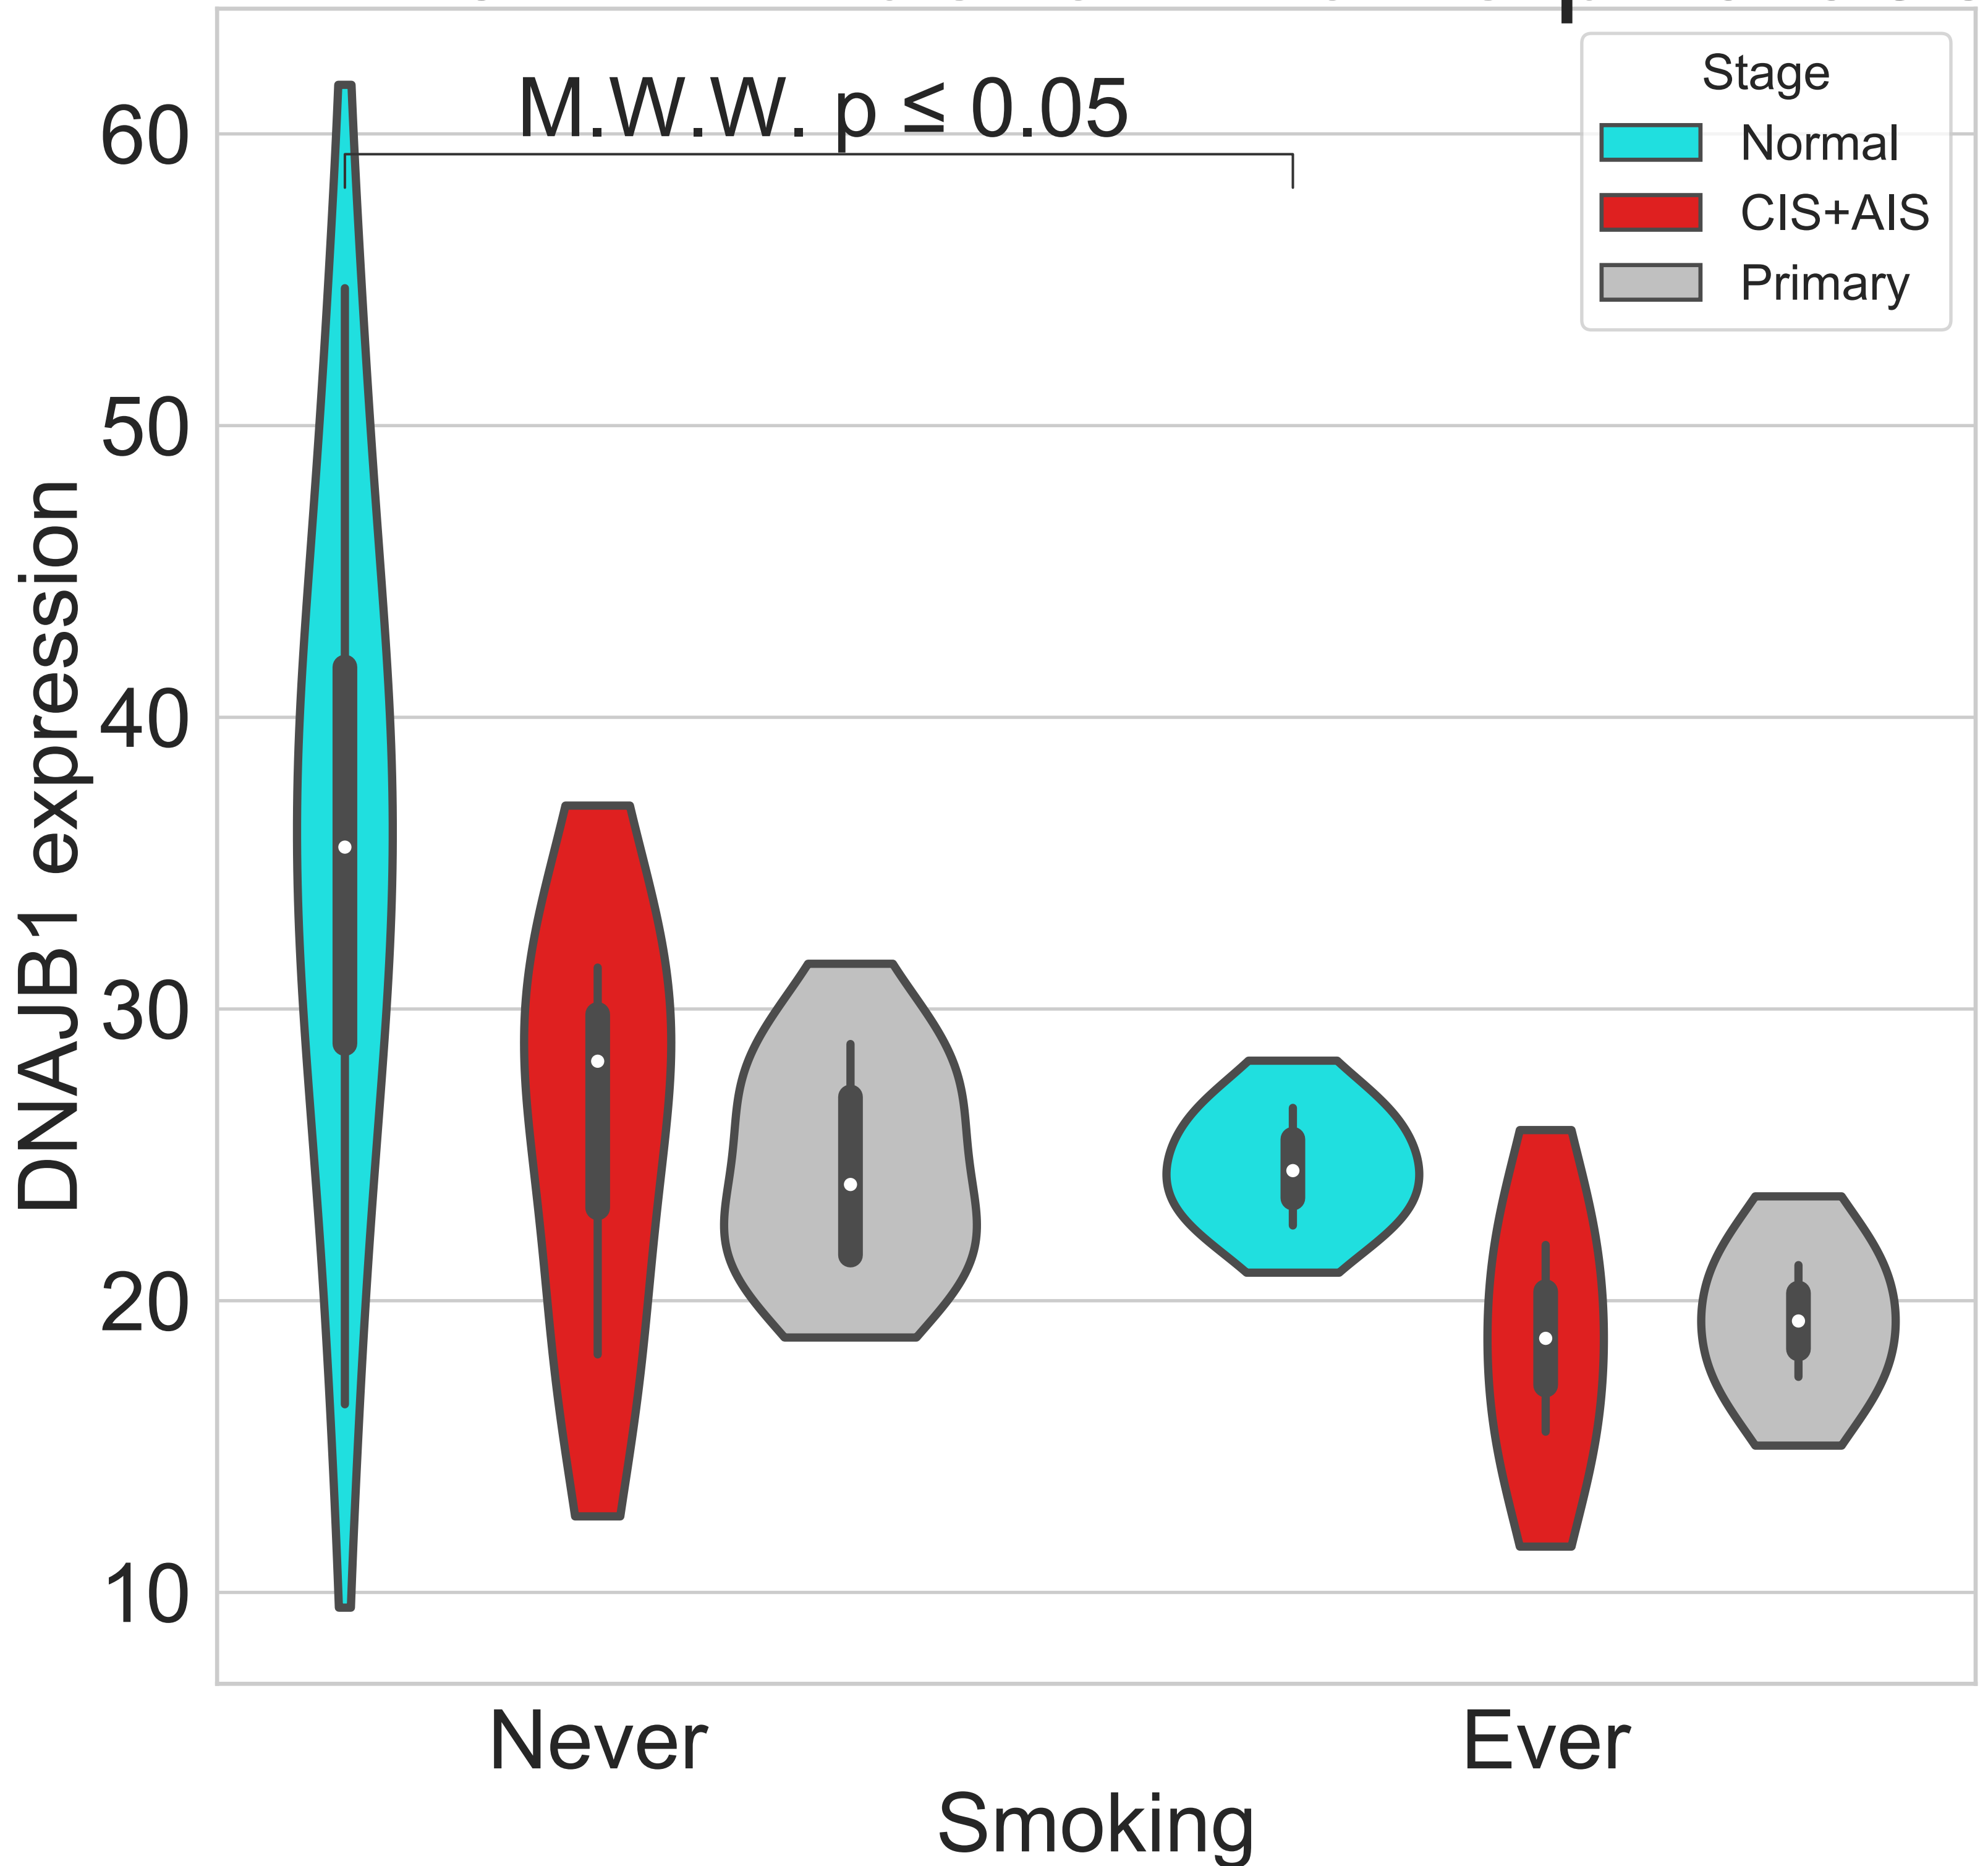 M.W.W. p ≤ 0.05
Stage
Normal
CIS+AIS
Primary
60
50
40
30
20
10
DNAJB1 expression
Never
Ever
Smoking